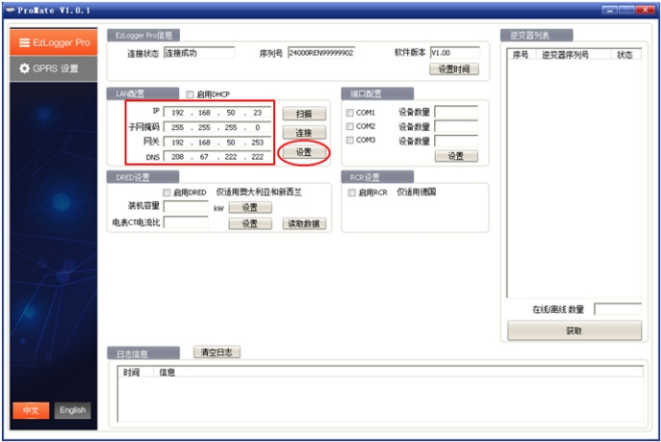 ProMate V1.0.1
EzLogger Pro
GPRS 设置
中文 English
EzLogger Pro信息
连接状态 连接成功 序列号 24000REN99999902 软件版本 V1.00
设置时间
LAN配置 启用DHCP
IP 192 . 168 . 50 . 23 扫描
子网掩码 255 . 255 . 255 . 0 连接
网关 192 . 168 . 50 . 253
DNS 208 . 67 . 222 . 222 设置
端口配置
COM1 设备数量
COM2 设备数量
COM3 设备数量
设置
DRED设置
启用DRED 仅适用澳大利亚和新西兰
装机容量 kW 设置
电表CT电流比 设置 读取数据
RCR设置
启用RCR 仅适用德国
逆变器列表
序号 逆变器序列号 状态
在线/离线 数量
获取
日志信息 清空日志
时间 信息